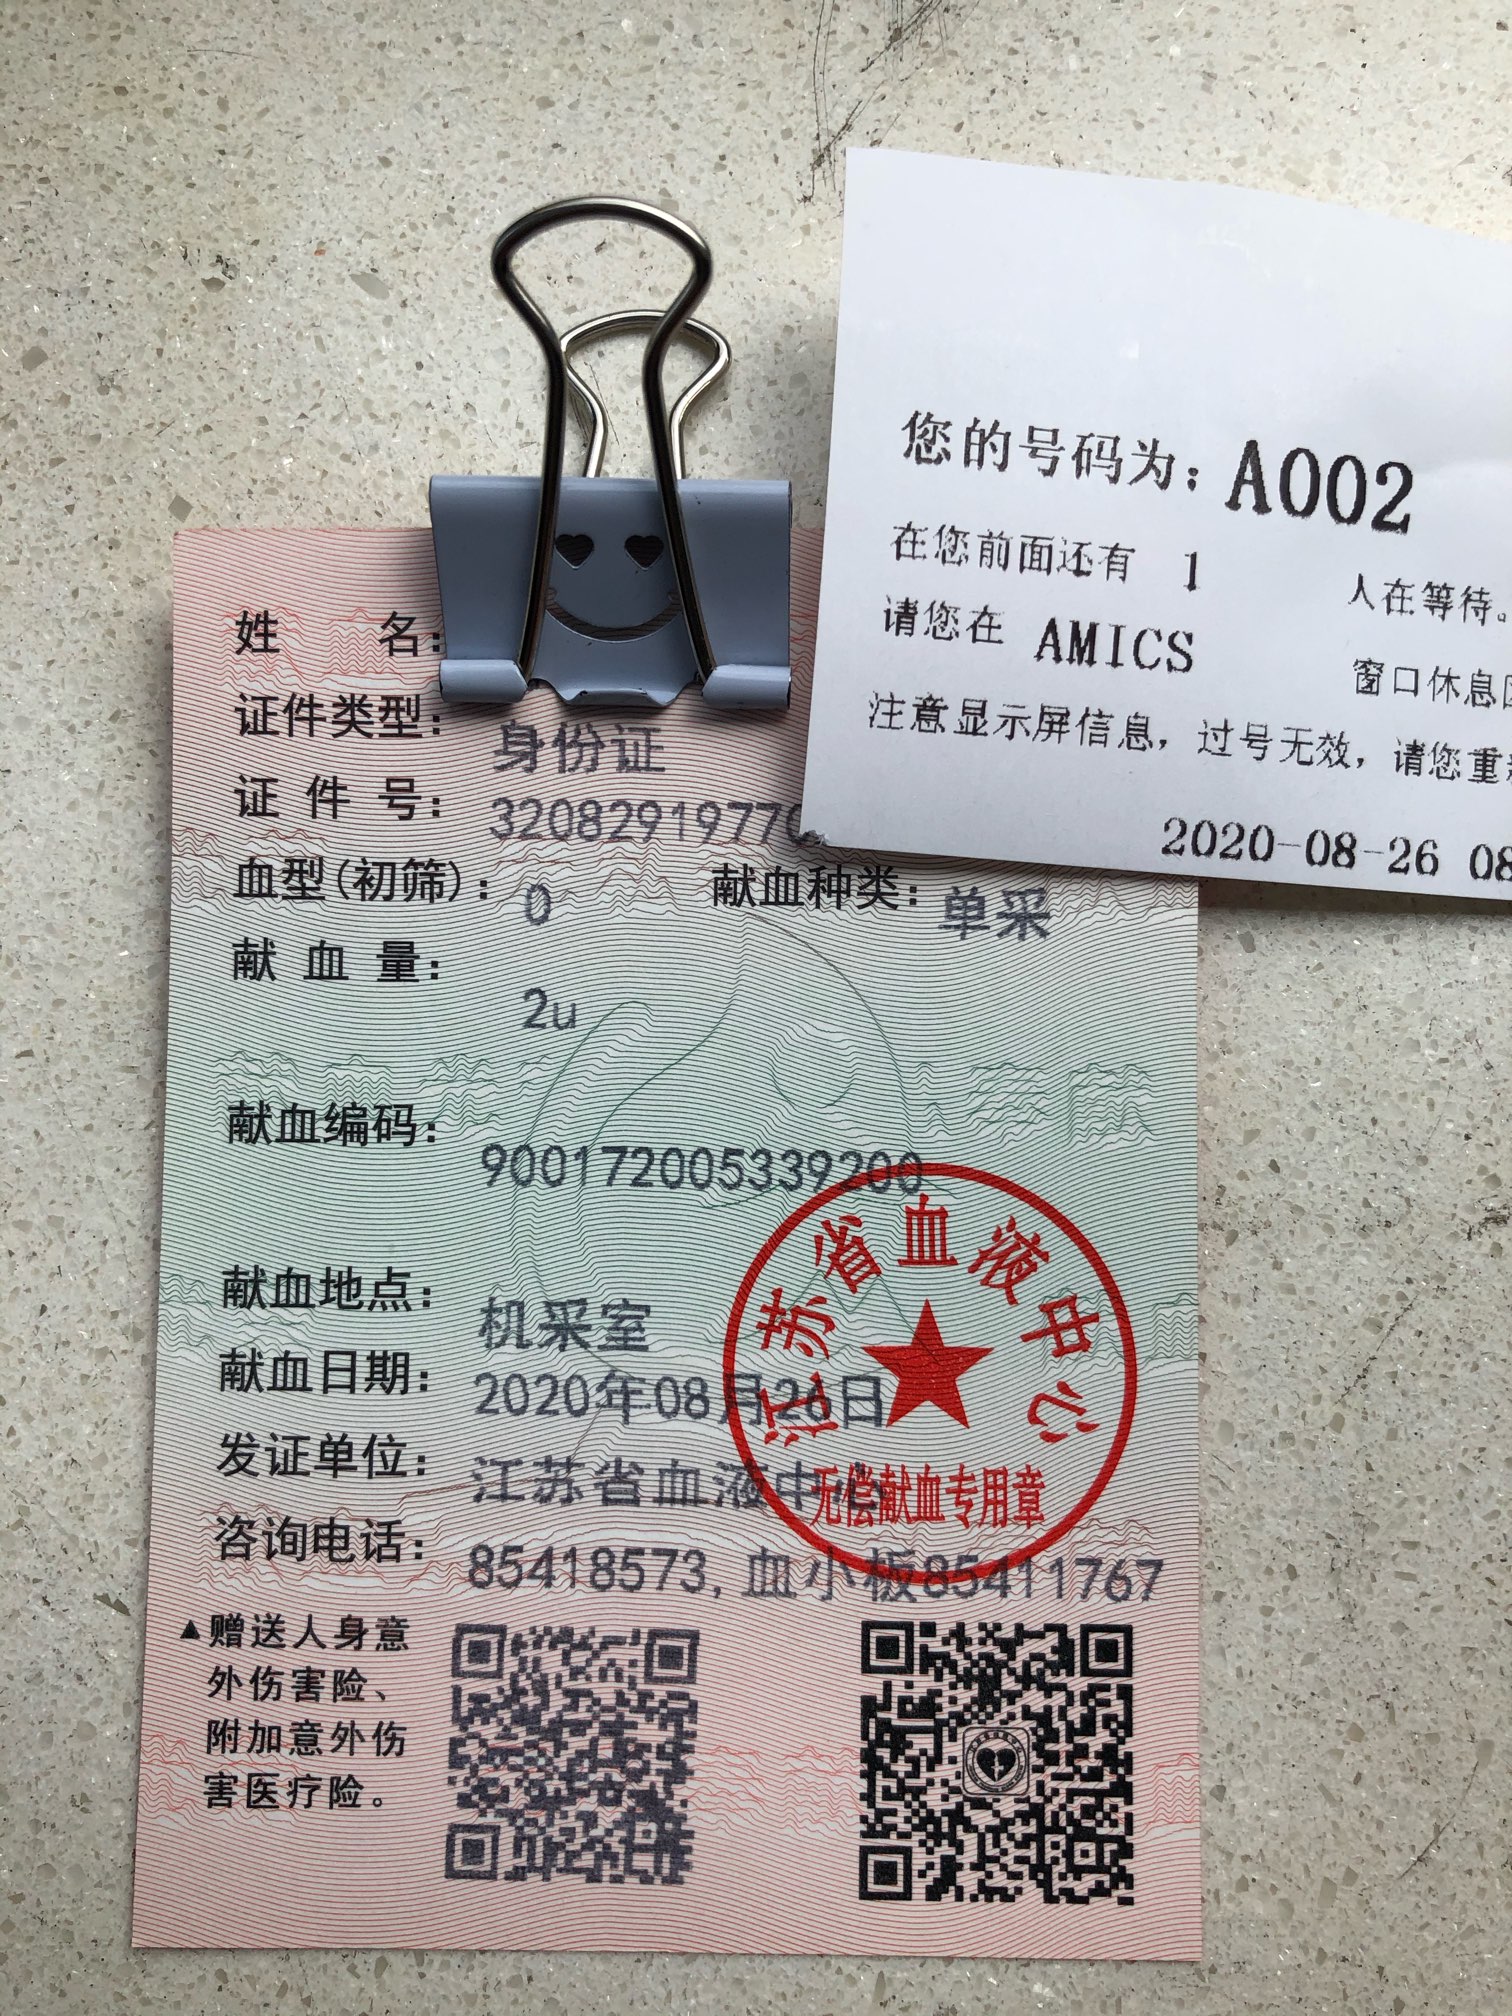 您的号码为：A002
在您前面还有 1 人在等待。
请您在 AMICS 窗口休息
注意显示屏信息，过号无效，请您重
2020-08-26 08
姓 名：
证件类型：身份证
证 件 号：3208291977
血型(初筛)：O 献血种类：单采
献 血 量：2u
献血编码：900172005339200
献血地点：机采室
献血日期：2020年08月26日
发证单位：江苏省血液中心
咨询电话：85418573,血小板85411767
江苏省血液中心
无偿献血专用章
▲赠送人身意
外伤害险、
附加意外伤
害医疗险。